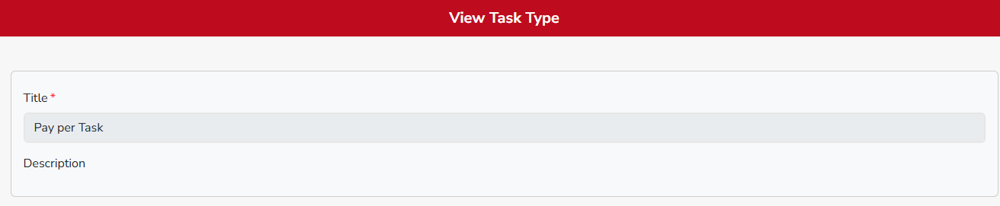 View Task Type
Title *
Pay per Task
Description